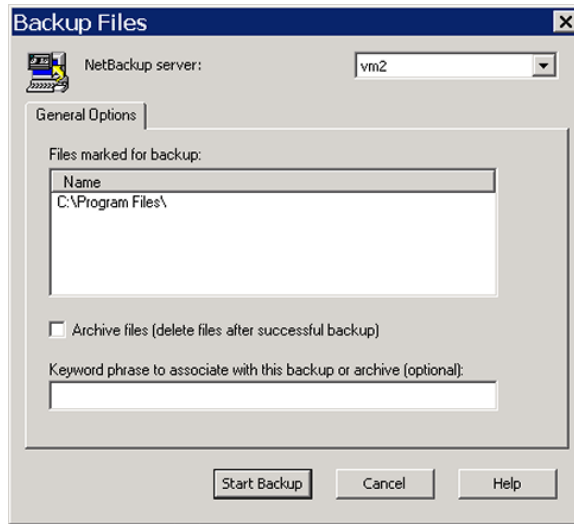 Backup Files
NetBackup server:
vm2
General Options
Files marked for backup:
Name
C:\Program Files\
Archive files (delete files after successful backup)
Keyword phrase to associate with this backup or archive (optional):
Start Backup Cancel Help